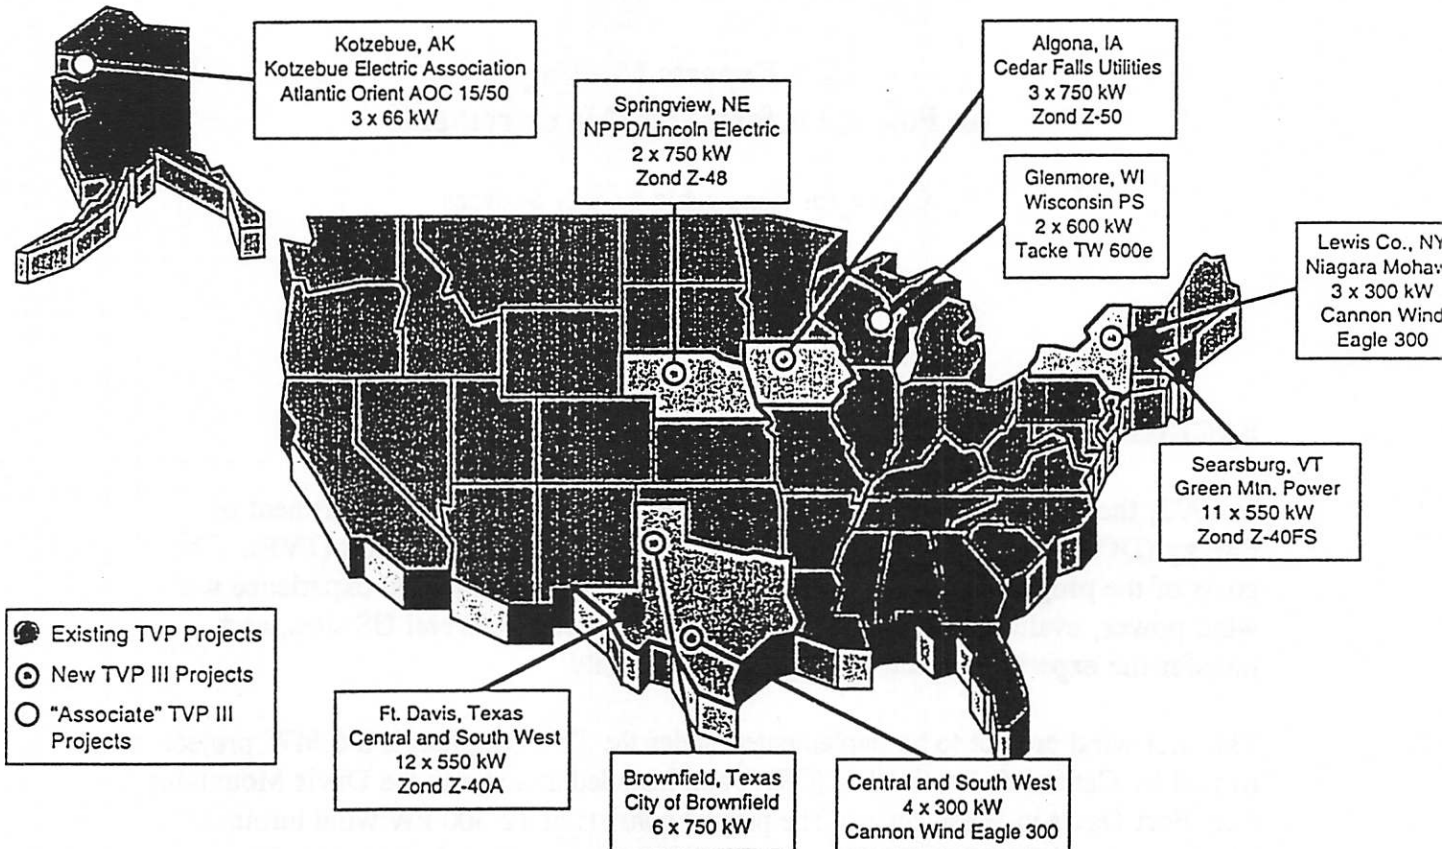 Kotzebue, AK
Kotzebue Electric Association
Atlantic Orient AOC 15/50
3 x 66 kW
Springview, NE
NPPD/Lincoln Electric
2 x 750 kW
Zond Z-48
Algona, IA
Cedar Falls Utilities
3 x 750 kW
Zond Z-50
Glenmore, WI
Wisconsin PS
2 x 600 kW
Tacke TW 600e
Lewis Co., NY
Niagara Mohaw
3 x 300 kW
Cannon Wind
Eagle 300
Searsburg, VT
Green Mtn. Power
11 x 550 kW
Zond Z-40FS
Existing TVP Projects
New TVP III Projects
"Associate" TVP III
Projects
Ft. Davis, Texas
Central and South West
12 x 550 kW
Zond Z-40A
Brownfield, Texas
City of Brownfield
6 x 750 kW
Central and South West
4 x 300 kW
Cannon Wind Eagle 300